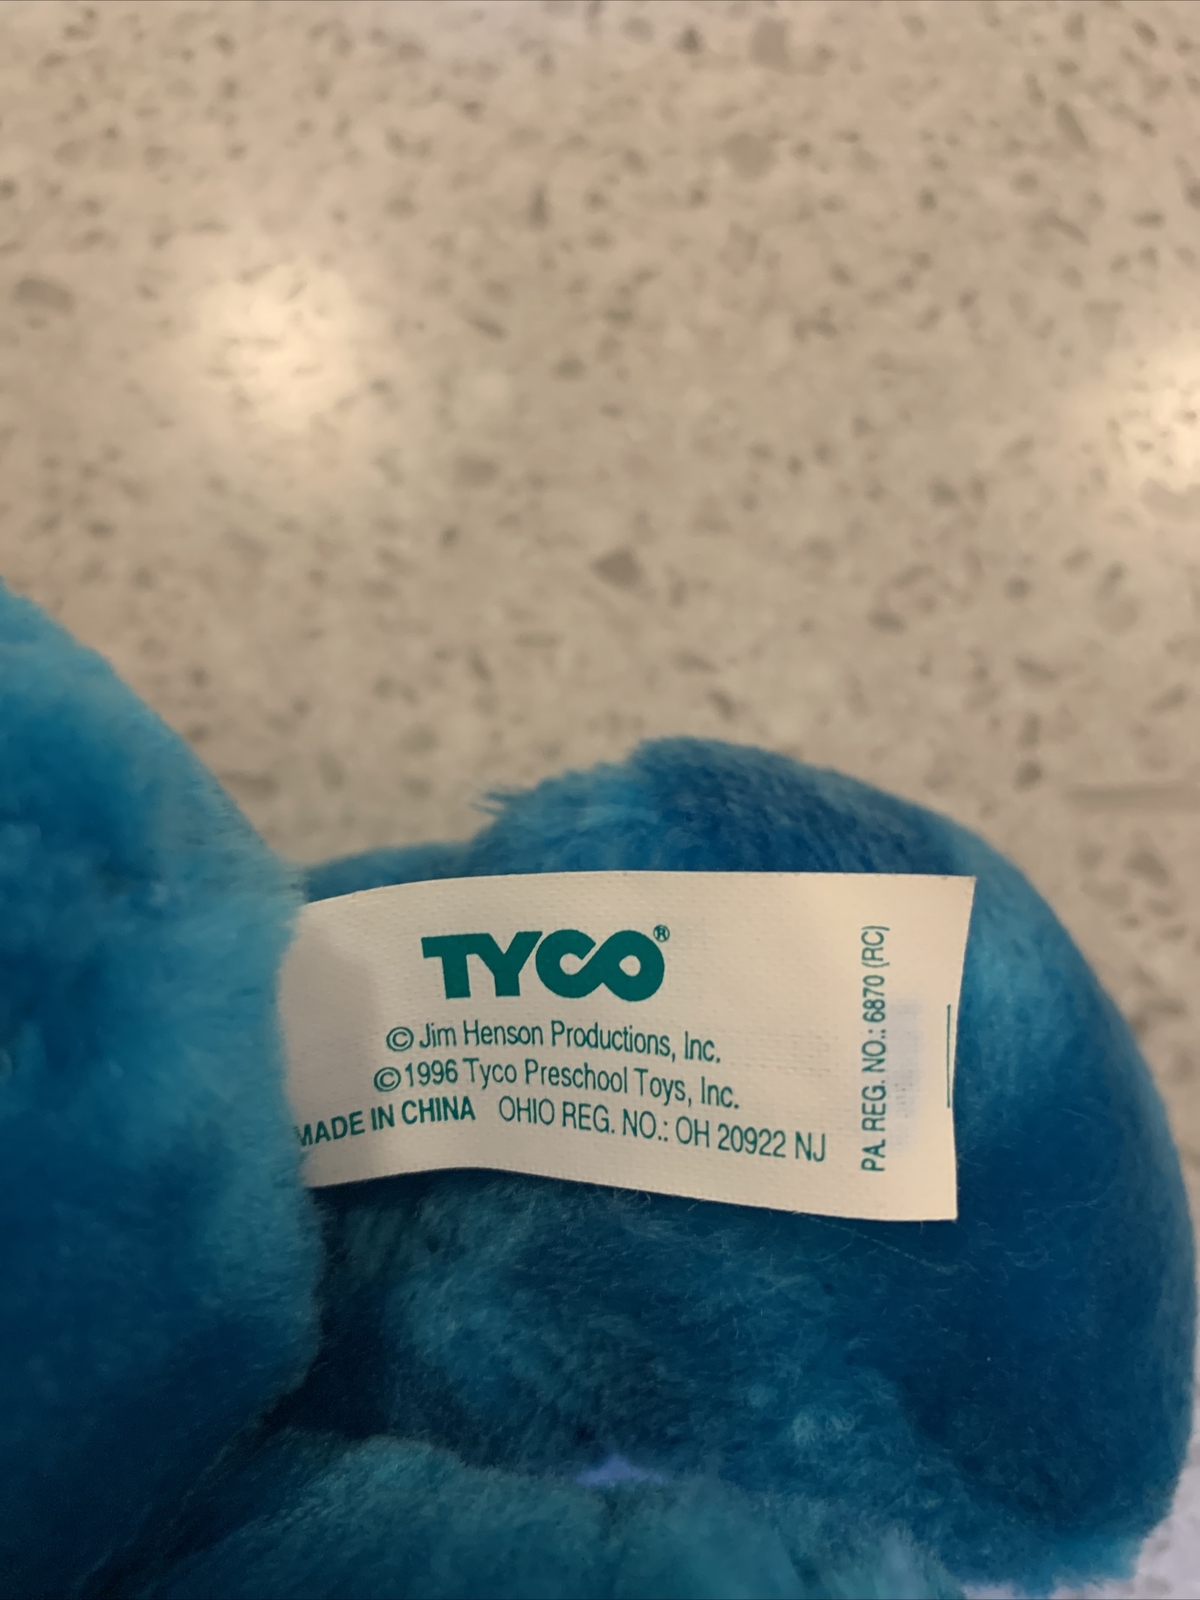 TYCO®
© Jim Henson Productions, Inc.
©1996 Tyco Preschool Toys, Inc.
MADE IN CHINA OHIO REG. NO.: OH 20922 NJ
PA. REG. NO.: 6870 (RC)